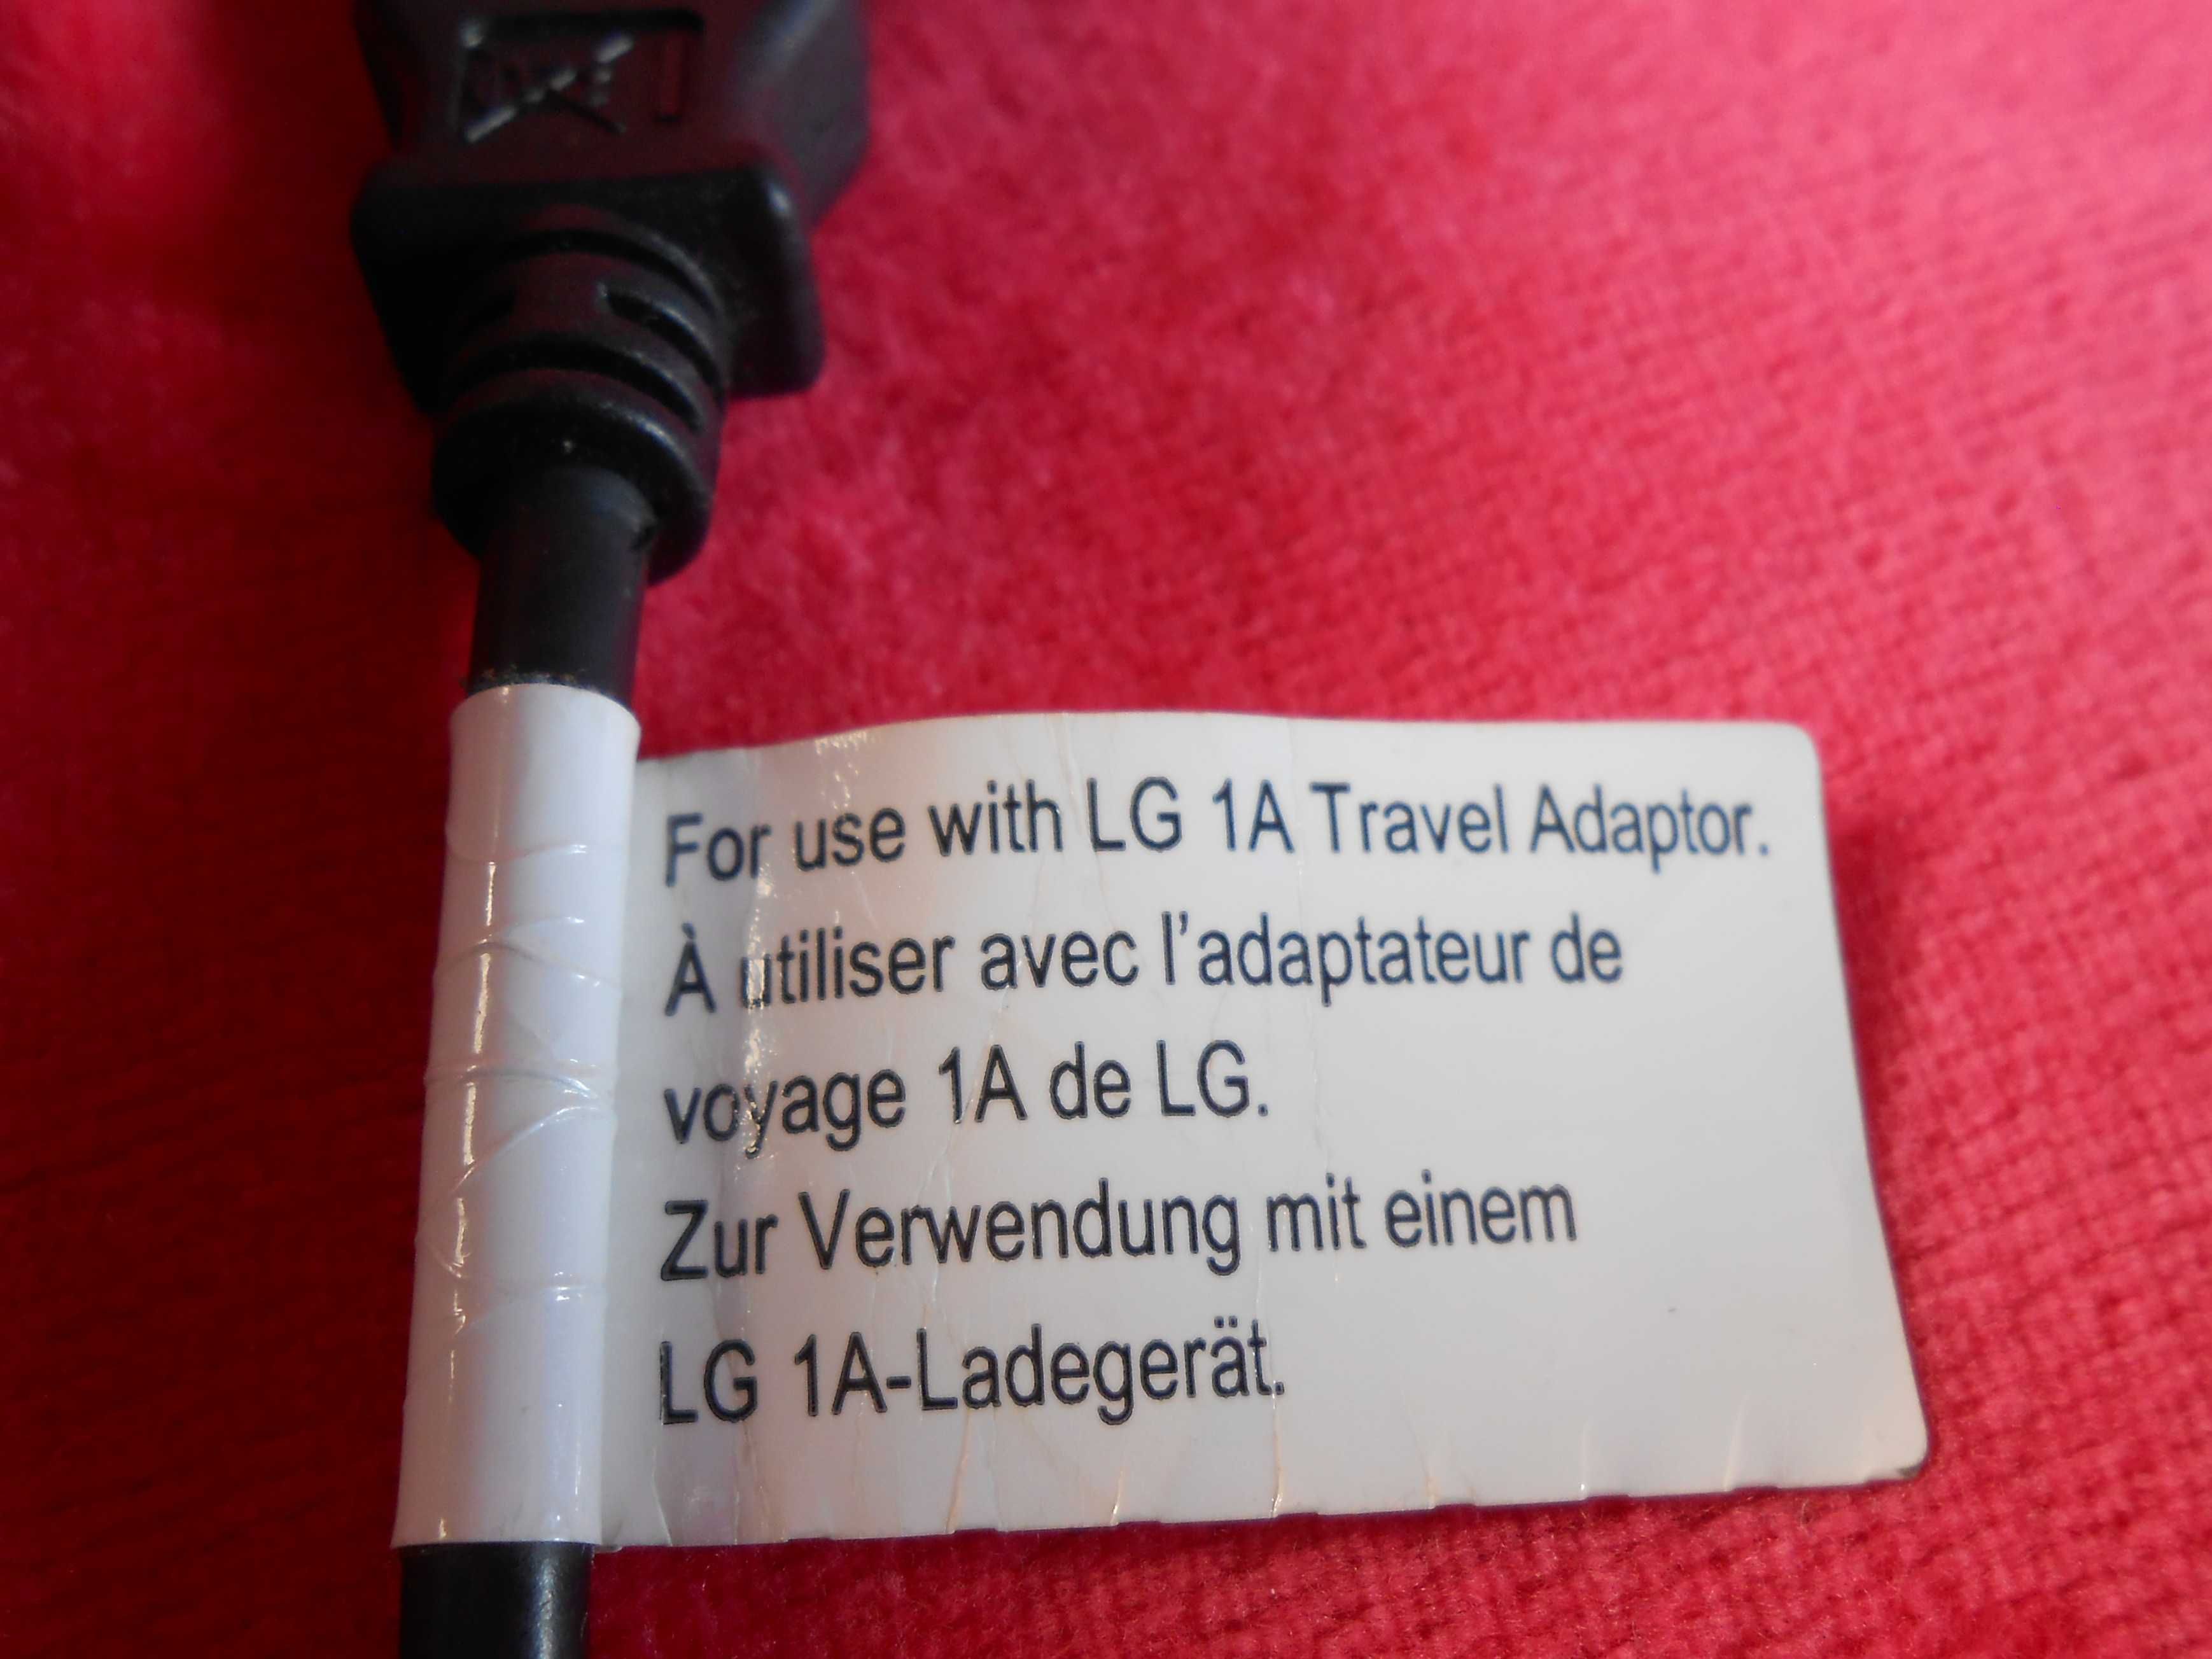 For use with LG 1A Travel Adaptor.
À utiliser avec l'adaptateur de
voyage 1A de LG.
Zur Verwendung mit einem
LG 1A-Ladegerät.